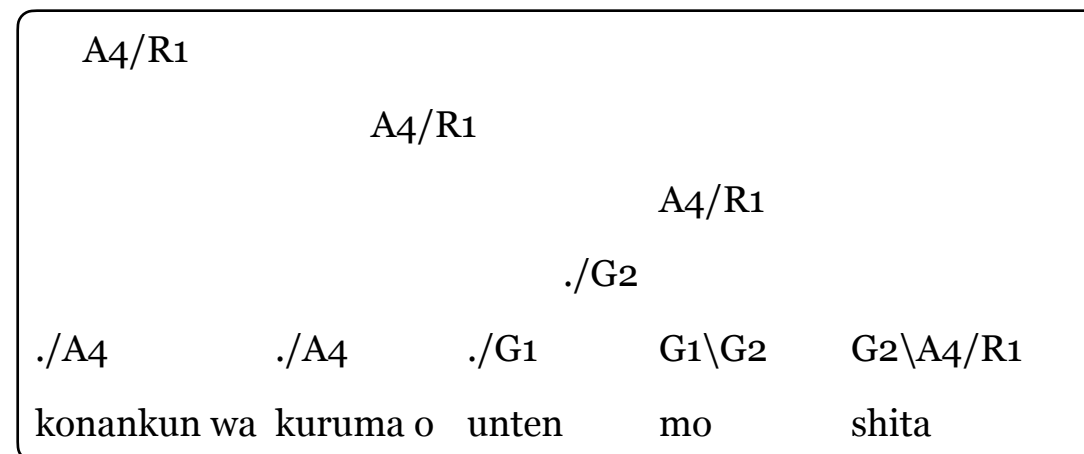 A4/R1
A4/R1
A4/R1
./G2
./A4 ./A4 ./G1 G1\G2 G2\A4/R1
konankun wa kuruma o unten mo shita